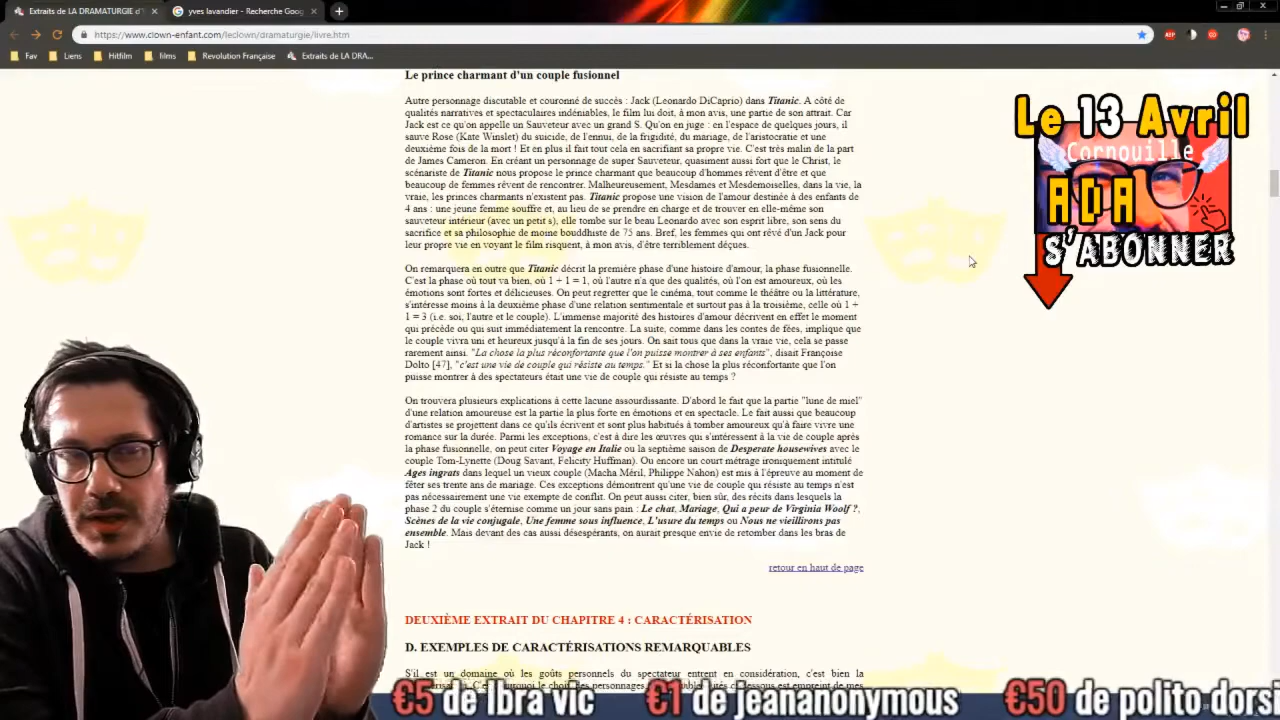 Extraits de LA DRAMATURGIE d'
yves lavandier - Recherche Goog
https://www.clown-enfant.com/leclown/dramaturgie/livre.htm
Fav
Liens
Hitfilm
films
Revolution Française
Extraits de LA DRA...
Le prince charmant d'un couple fusionnel
Autre personnage discutable et couronné de succès : Jack (Leonardo DiCaprio) dans Titanic. A côté de
qualités narratives et spectaculaires indéniables, le film lui doit, à mon avis, une partie de son attrait. Car
Jack est ce qu'on appelle un Sauveteur avec un grand S. Qu'on en juge : en l'espace de quelques jours, il
sauve Rose (Kate Winslet) du suicide, de l'ennui, de la frigidité, du mariage, de l'aristocratie et une
deuxième fois de la mort ! Et en plus il fait tout cela en sacrifiant sa propre vie. C'est très malin de la part
de James Cameron. En créant un personnage de super Sauveteur, quasiment aussi fort que le Christ, le
scénariste de Titanic nous propose le prince charmant que beaucoup d'hommes rêvent d'être et que
beaucoup de femmes rêvent de rencontrer. Malheureusement, Mesdames et Mesdemoiselles, dans la vie, la
vraie, les princes charmants n'existent pas. Titanic propose une vision de l'amour destinée à des enfants de
4 ans : une jeune femme souffre et, au lieu de se prendre en charge et de trouver en elle-même son
sauveteur intérieur (avec un petit s), elle tombe sur le beau Leonardo avec son esprit libre, son sens du
sacrifice et sa philosophie de moine bouddhiste de 75 ans. Bref, les femmes qui ont rêvé d'un Jack pour
leur propre vie en voyant le film risquent, à mon avis, d'être terriblement déçues.
On remarquera en outre que Titanic décrit la première phase d'une histoire d'amour, la phase fusionnelle.
C'est la phase où tout va bien, où 1 + 1 = 1, où l'autre n'a que des qualités, où l'on est amoureux, où les
émotions sont fortes et délicieuses. On peut regretter que le cinéma, tout comme le théâtre ou la littérature,
s'intéresse moins à la deuxième phase d'une relation sentimentale et surtout pas à la troisième, celle où 1 +
1 = 3 (i.e. soi, l'autre et le couple). L'immense majorité des histoires d'amour décrivent en effet le moment
qui précède ou qui suit immédiatement la rencontre. La suite, comme dans les contes de fées, implique que
le couple vivra uni et heureux jusqu'à la fin de ses jours. On sait tous que dans la vraie vie, cela se passe
rarement ainsi. "La chose la plus réconfortante que l'on puisse montrer à ses enfants", disait Françoise
Dolto [47], "c'est une vie de couple qui résiste au temps." Et si la chose la plus réconfortante que l'on
puisse montrer à des spectateurs était une vie de couple qui résiste au temps ?
On trouvera plusieurs explications à cette lacune assourdissante. D'abord le fait que la partie "lune de miel"
d'une relation amoureuse est la partie la plus forte en émotions et en spectacle. Le fait aussi que beaucoup
d'artistes se projettent dans ce qu'ils écrivent et sont plus habitués à tomber amoureux qu'à faire vivre une
romance sur la durée. Parmi les exceptions, c'est à dire les œuvres qui s'intéressent à la vie de couple après
la phase fusionnelle, on peut citer Voyage en Italie ou la septième saison de Desperate housewives avec le
couple Tom-Lynette (Doug Savant, Felicity Huffman). Ou encore un court métrage ironiquement intitulé
Ages ingrats dans lequel un vieux couple (Macha Méril, Philippe Nahon) est mis à l'épreuve au moment de
fêter ses trente ans de mariage. Ces exceptions démontrent qu'une vie de couple qui résiste au temps n'est
pas nécessairement une vie exempte de conflit. On peut aussi citer, bien sûr, des récits dans lesquels la
phase 2 du couple s'éternise comme un jour sans pain : Le chat, Mariage, Qui a peur de Virginia Woolf ?,
Scènes de la vie conjugale, Une femme sous influence, L'usure du temps ou Nous ne vieillirons pas
ensemble. Mais devant des cas aussi désespérants, on aurait presque envie de retomber dans les bras de
Jack !
retour en haut de page
DEUXIÈME EXTRAIT DU CHAPITRE 4 : CARACTÉRISATION
D. EXEMPLES DE CARACTÉRISATIONS REMARQUABLES
S'il est un domaine où les goûts personnels du spectateur entrent en considération, c'est bien la
Le 13 Avril
Cornouille
ADA
S'ABONNER
€5 de Ibra vic
€1 de jeananonymous
€50 de polito dorsi